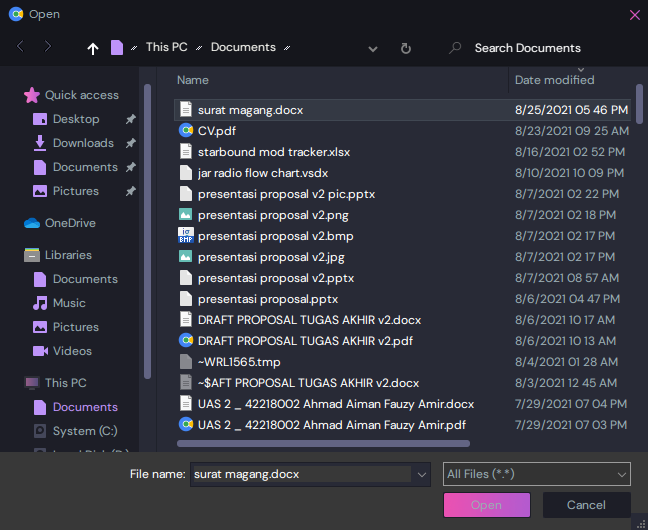 Open
This PC
Documents
Search Documents
Name
Date modified
Quick access
Desktop
Downloads
Documents
Pictures
OneDrive
Libraries
Documents
Music
Pictures
Videos
This PC
Documents
System (C:)
surat magang.docx 8/25/2021 05 46 PM
CV.pdf 8/23/2021 09 25 AM
starbound mod tracker.xlsx 8/16/2021 02 52 PM
jar radio flow chart.vsdx 8/10/2021 10 09 PM
presentasi proposal v2 pic.pptx 8/7/2021 02 22 PM
presentasi proposal v2.png 8/7/2021 02 18 PM
presentasi proposal v2.bmp 8/7/2021 02 17 PM
presentasi proposal v2.jpg 8/7/2021 02 17 PM
presentasi proposal v2.pptx 8/7/2021 08 57 AM
presentasi proposal.pptx 8/6/2021 04 47 PM
DRAFT PROPOSAL TUGAS AKHIR v2.docx 8/6/2021 10 17 AM
DRAFT PROPOSAL TUGAS AKHIR v2.pdf 8/6/2021 10 13 AM
~WRL1565.tmp 8/4/2021 01 28 AM
~$AFT PROPOSAL TUGAS AKHIR v2.docx 8/3/2021 12 45 AM
UAS 2 _ 42218002 Ahmad Aiman Fauzy Amir.docx 7/29/2021 07 04 PM
UAS 2 _ 42218002 Ahmad Aiman Fauzy Amir.pdf 7/29/2021 07 03 PM
File name: surat magang.docx
All Files (*.*)
Open
Cancel